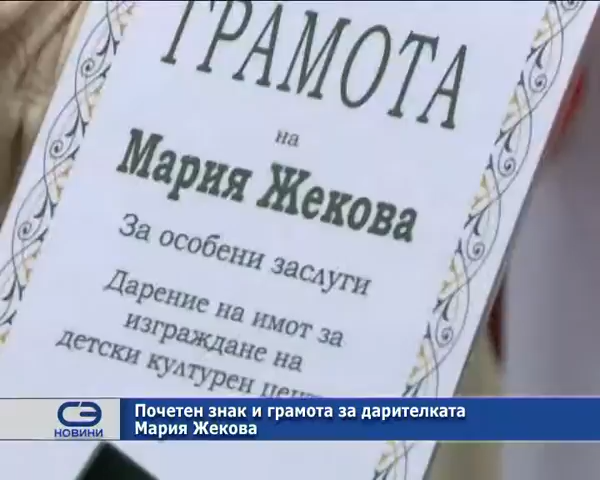 ГРАМОТА
на
Мария Жекова
За особени заслуги
Дарение на имот за
изграждане на
детски културен
СЭ
НОВИНИ
Почетен знак и грамота за дарителката
Мария Жекова